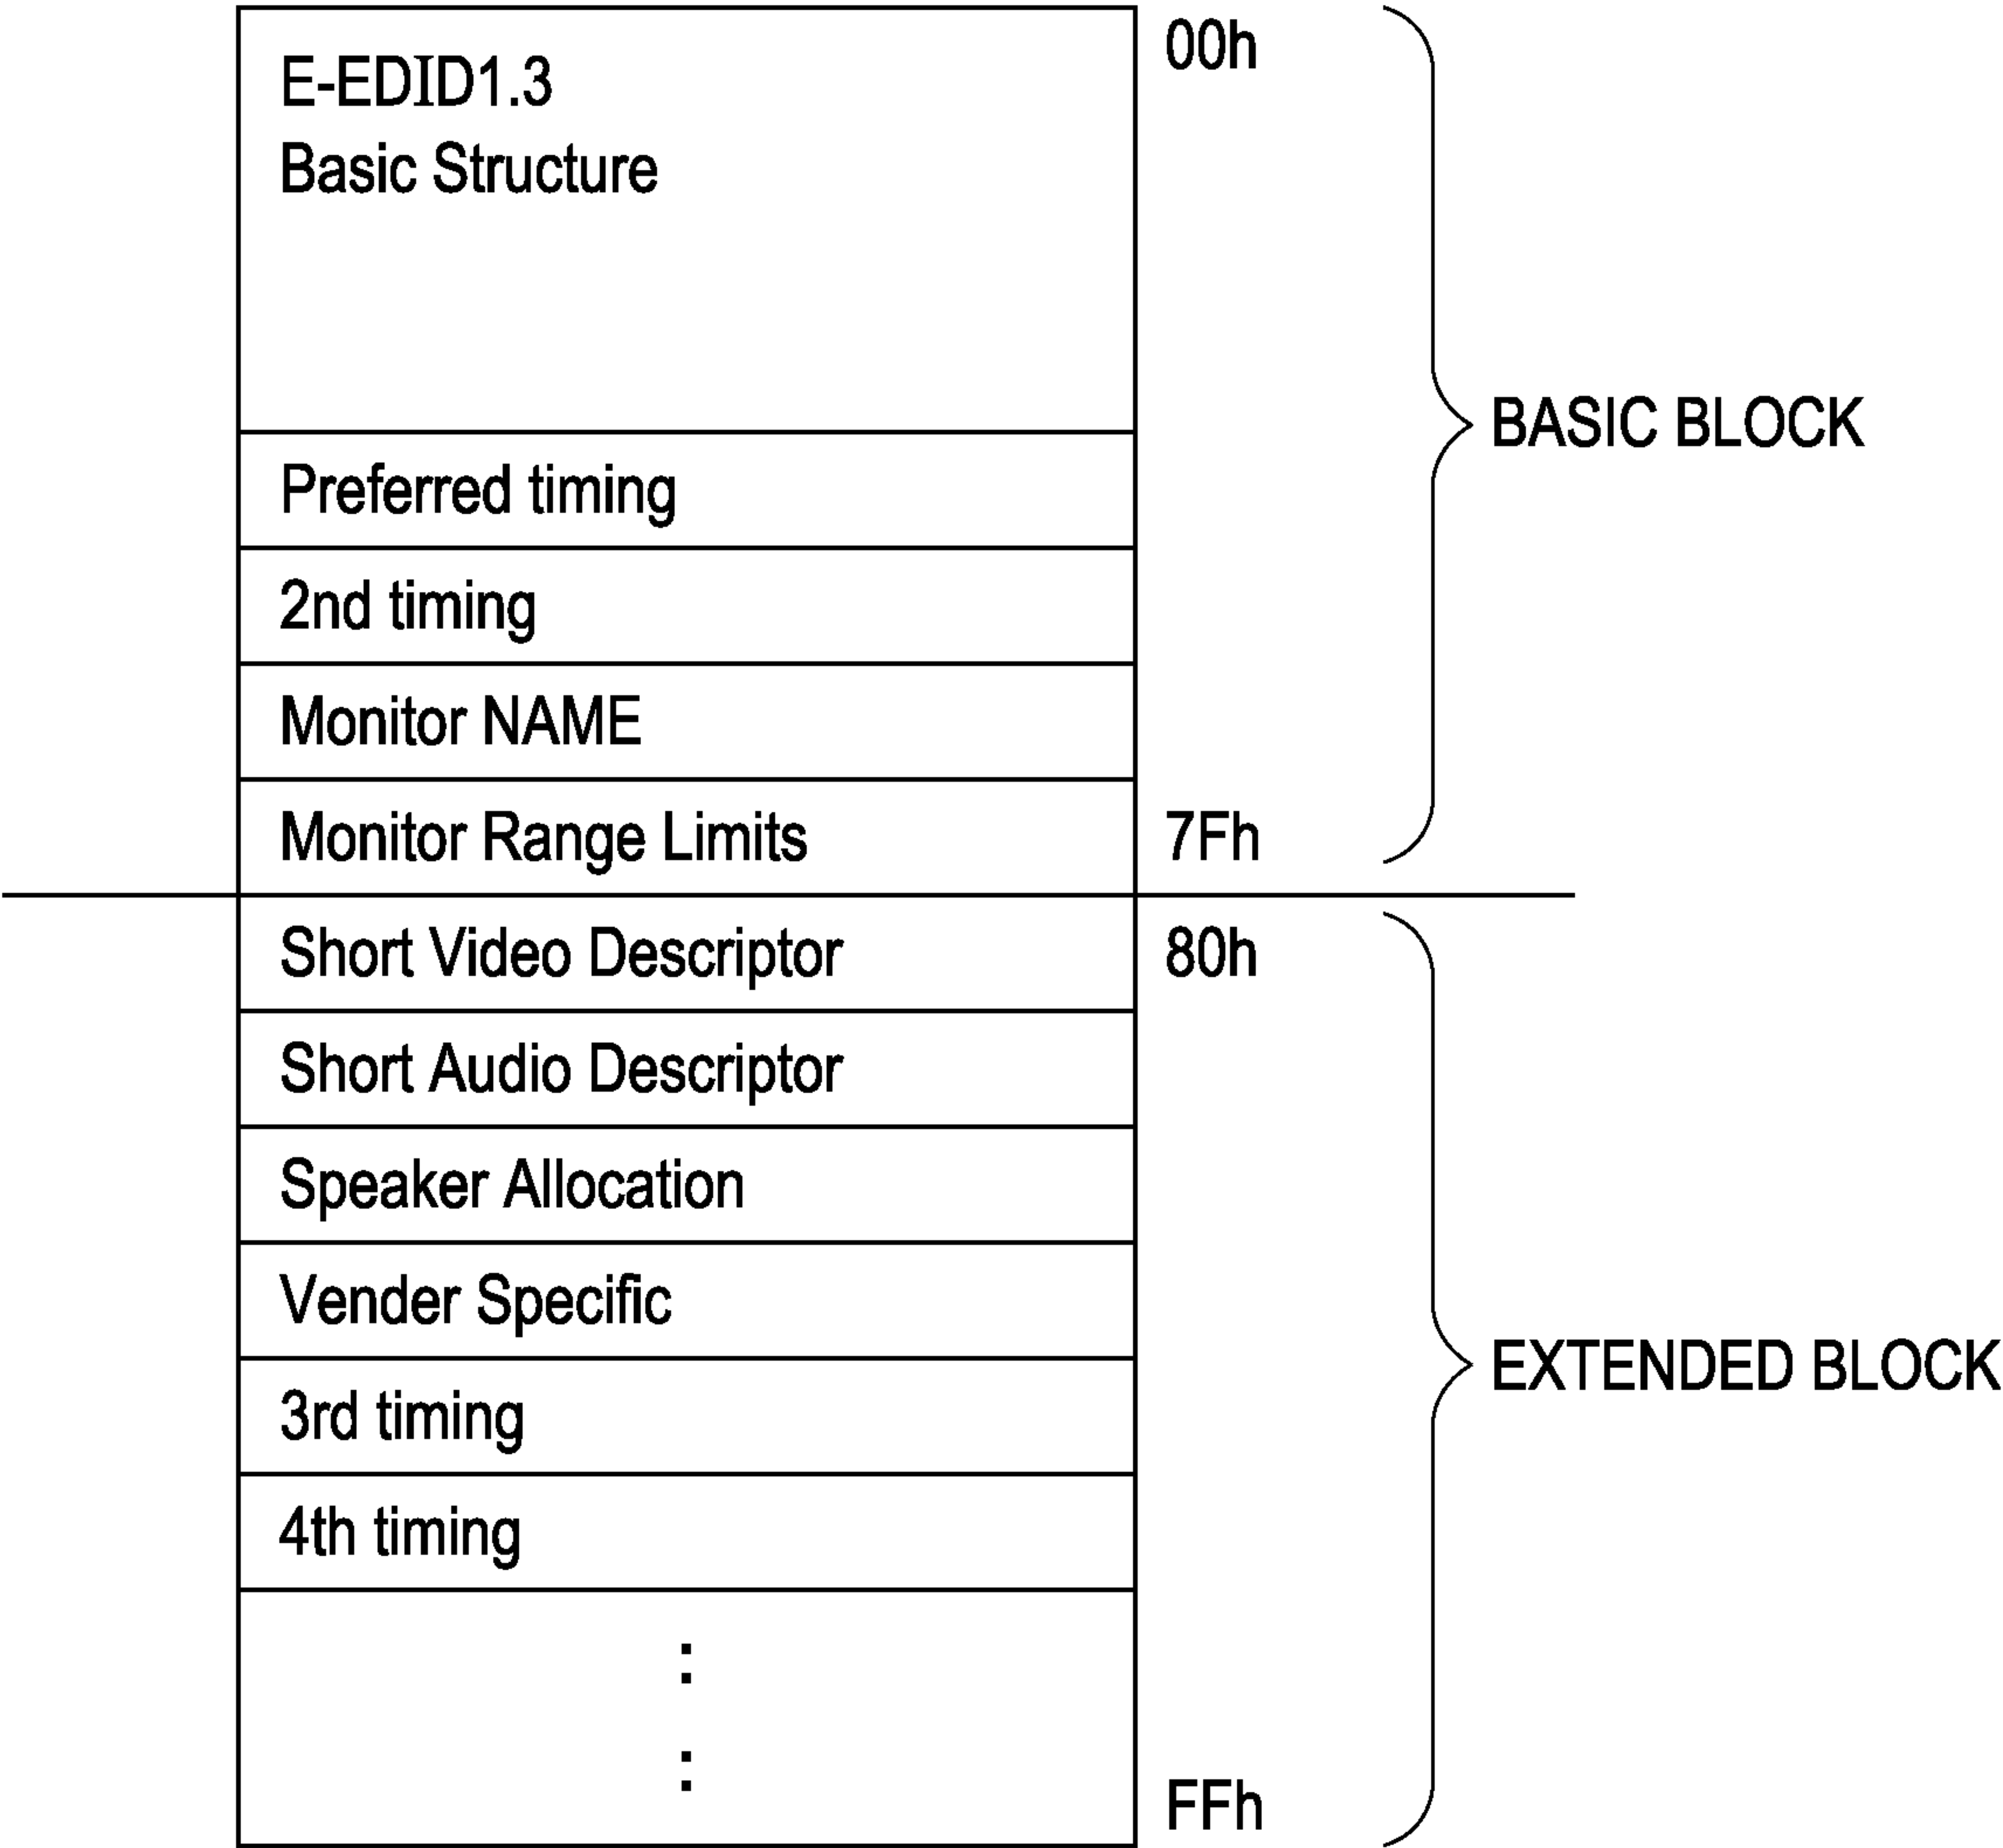 E-EDID1.3
Basic Structure
00h
BASIC BLOCK
Preferred timing
2nd timing
Monitor NAME
Monitor Range Limits
7Fh
Short Video Descriptor
80h
Short Audio Descriptor
Speaker Allocation
Vender Specific
EXTENDED BLOCK
3rd timing
4th timing
:
:
FFh